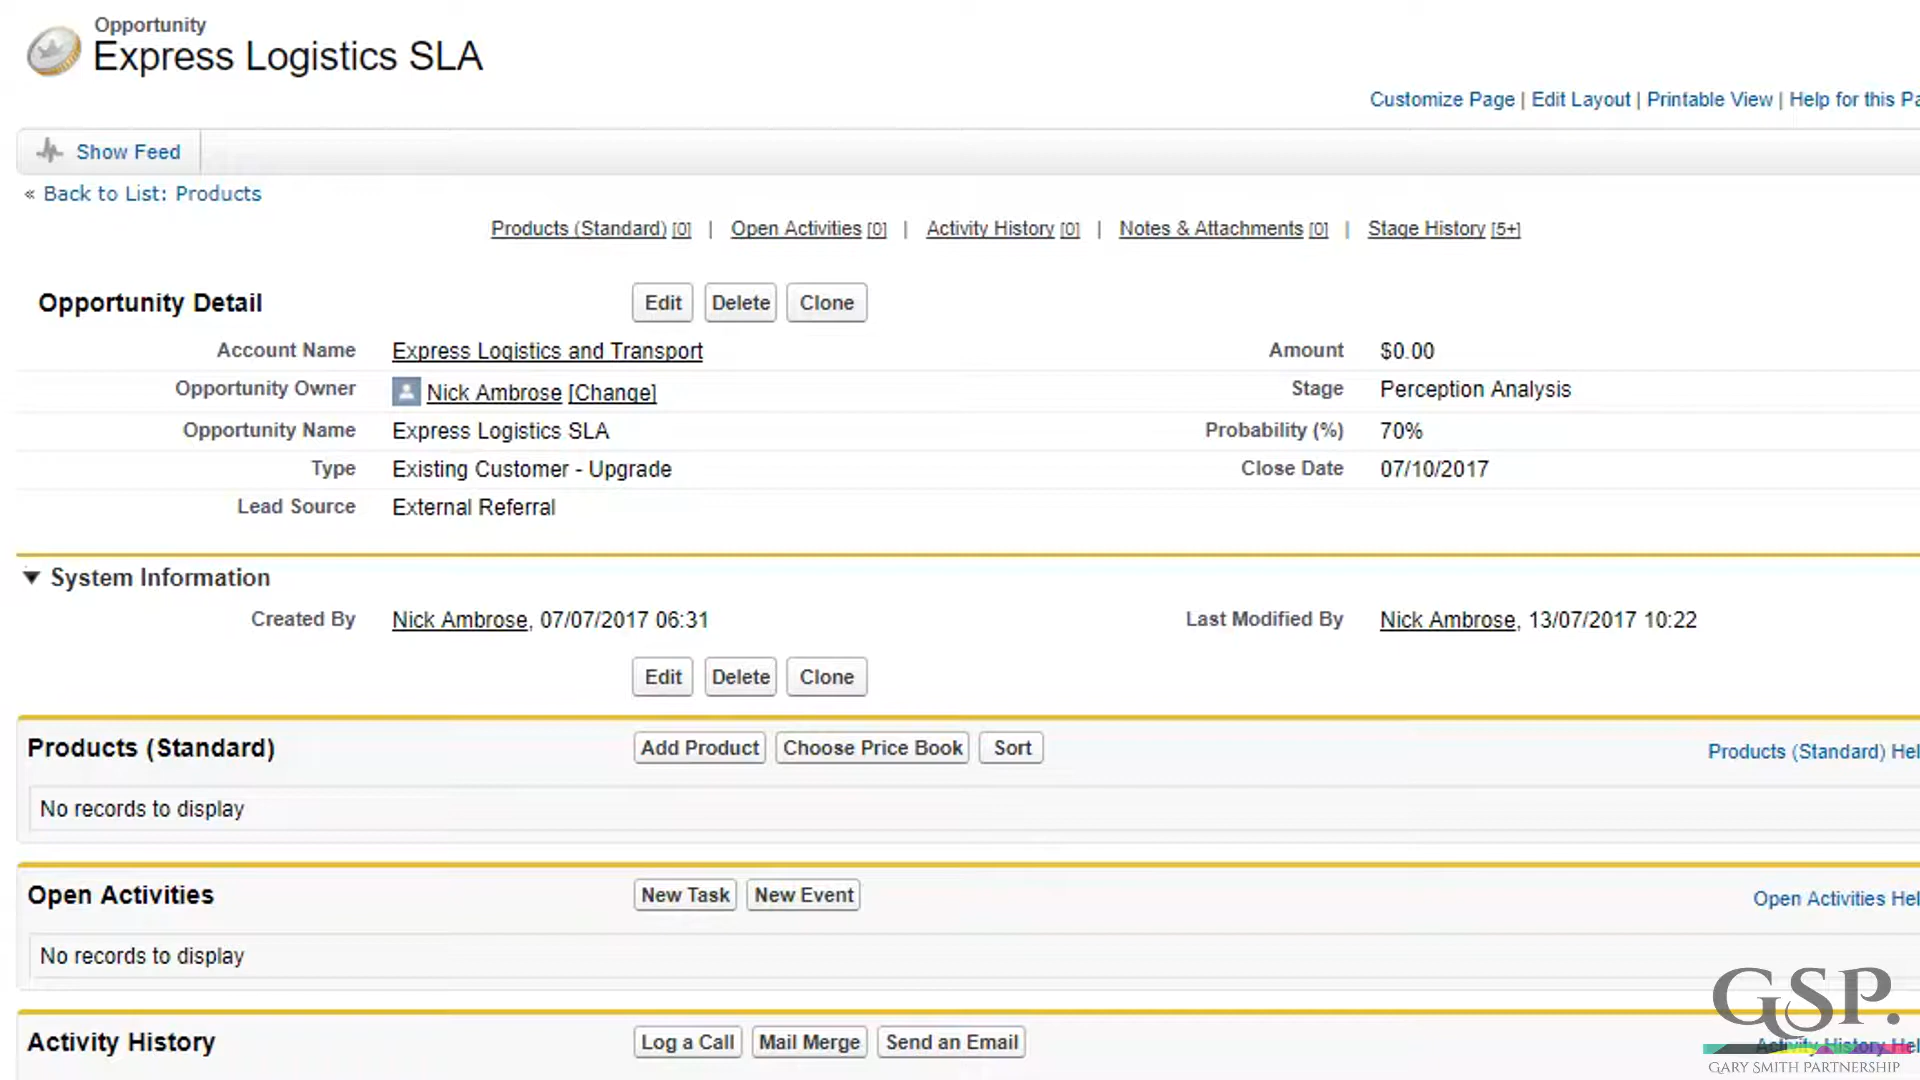 Opportunity
Express Logistics SLA
Customize Page | Edit Layout | Printable View | Help for this Pa
Show Feed
« Back to List: Products
Products (Standard) [0] | Open Activities [0] | Activity History [0] | Notes & Attachments [0] | Stage History [5+]
Opportunity Detail Edit Delete Clone
Account Name Express Logistics and Transport Amount $0.00
Opportunity Owner Nick Ambrose [Change] Stage Perception Analysis
Opportunity Name Express Logistics SLA Probability (%) 70%
Type Existing Customer - Upgrade Close Date 07/10/2017
Lead Source External Referral
System Information
Created By Nick Ambrose, 07/07/2017 06:31 Last Modified By Nick Ambrose, 13/07/2017 10:22
Edit Delete Clone
Products (Standard) Add Product Choose Price Book Sort Products (Standard) Hel
No records to display
Open Activities New Task New Event Open Activities Hel
No records to display
GSP.
Activity History Log a Call Mail Merge Send an Email Activity History Hel
GARY SMITH PARTNERSHIP